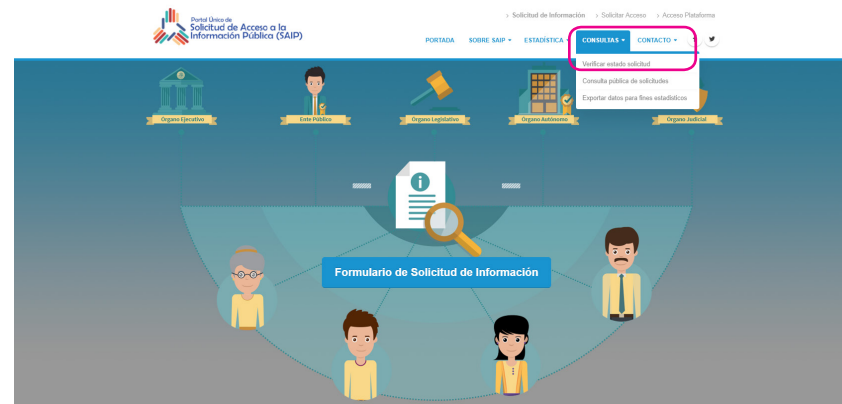 Portal Único de
Solicitud de Acceso a la
Información Pública (SAIP)
Solicitud de Información Solicitar Acceso Acceso Plataforma
PORTADA SOBRE SAIP ESTADÍSTICA CONSULTAS CONTACTO
Verificar estado solicitud
Consulta pública de solicitudes
Exportar datos para fines estadísticos
Órgano Ejecutivo
Ente Público
Órgano Legislativo
Órgano Autónomo
Órgano Judicial
Formulario de Solicitud de Información